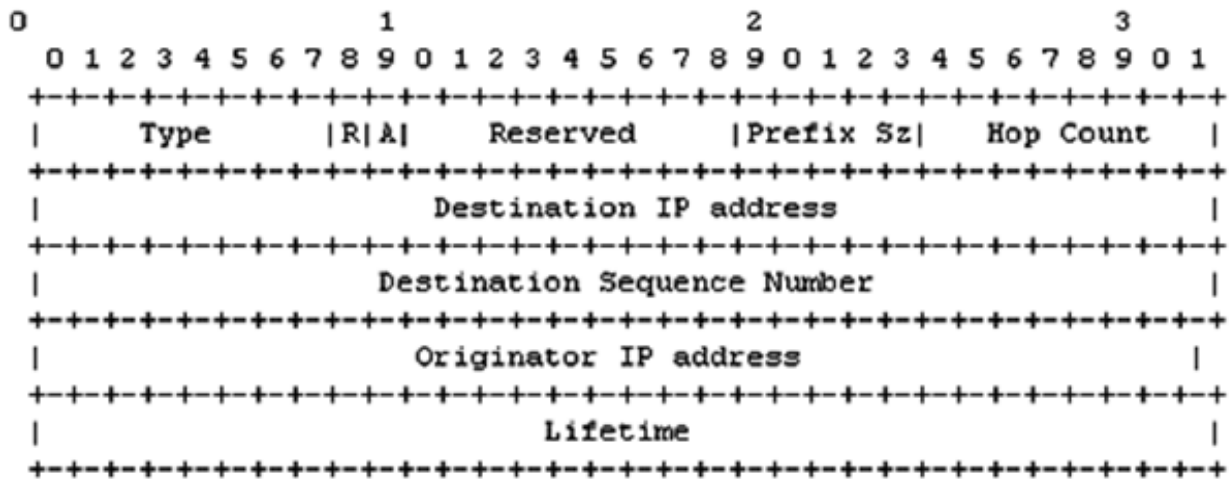 0                   1                   2                   3
 0 1 2 3 4 5 6 7 8 9 0 1 2 3 4 5 6 7 8 9 0 1 2 3 4 5 6 7 8 9 0 1
+-+-+-+-+-+-+-+-+-+-+-+-+-+-+-+-+-+-+-+-+-+-+-+-+-+-+-+-+-+-+-+-+
|     Type      |R|A|    Reserved     |Prefix Sz|   Hop Count   |
+-+-+-+-+-+-+-+-+-+-+-+-+-+-+-+-+-+-+-+-+-+-+-+-+-+-+-+-+-+-+-+-+
|                     Destination IP address                    |
+-+-+-+-+-+-+-+-+-+-+-+-+-+-+-+-+-+-+-+-+-+-+-+-+-+-+-+-+-+-+-+-+
|                  Destination Sequence Number                  |
+-+-+-+-+-+-+-+-+-+-+-+-+-+-+-+-+-+-+-+-+-+-+-+-+-+-+-+-+-+-+-+-+
|                    Originator IP address                     |
+-+-+-+-+-+-+-+-+-+-+-+-+-+-+-+-+-+-+-+-+-+-+-+-+-+-+-+-+-+-+-+-+
|                           Lifetime                            |
+-+-+-+-+-+-+-+-+-+-+-+-+-+-+-+-+-+-+-+-+-+-+-+-+-+-+-+-+-+-+-+-+